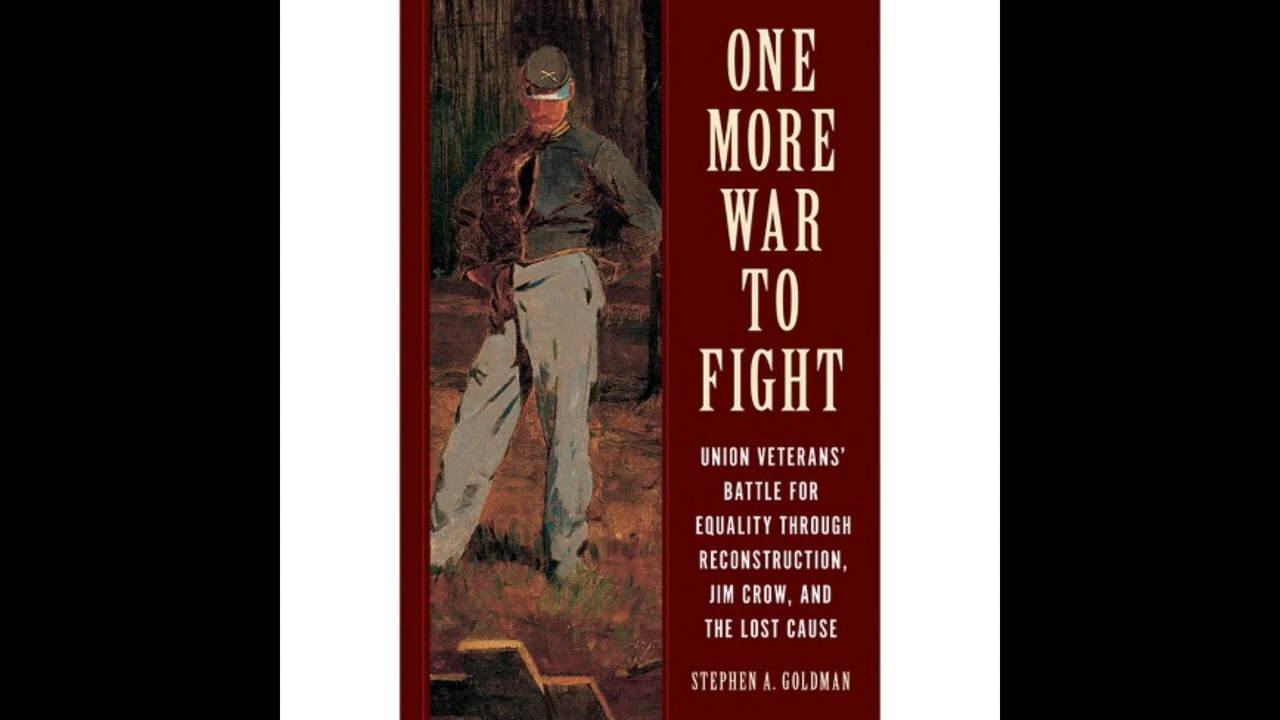 ONE
MORE
WAR
TO
FIGHT
UNION VETERANS'
BATTLE FOR
EQUALITY THROUGH
RECONSTRUCTION,
JIM CROW, AND
THE LOST CAUSE
STEPHEN A. GOLDMAN